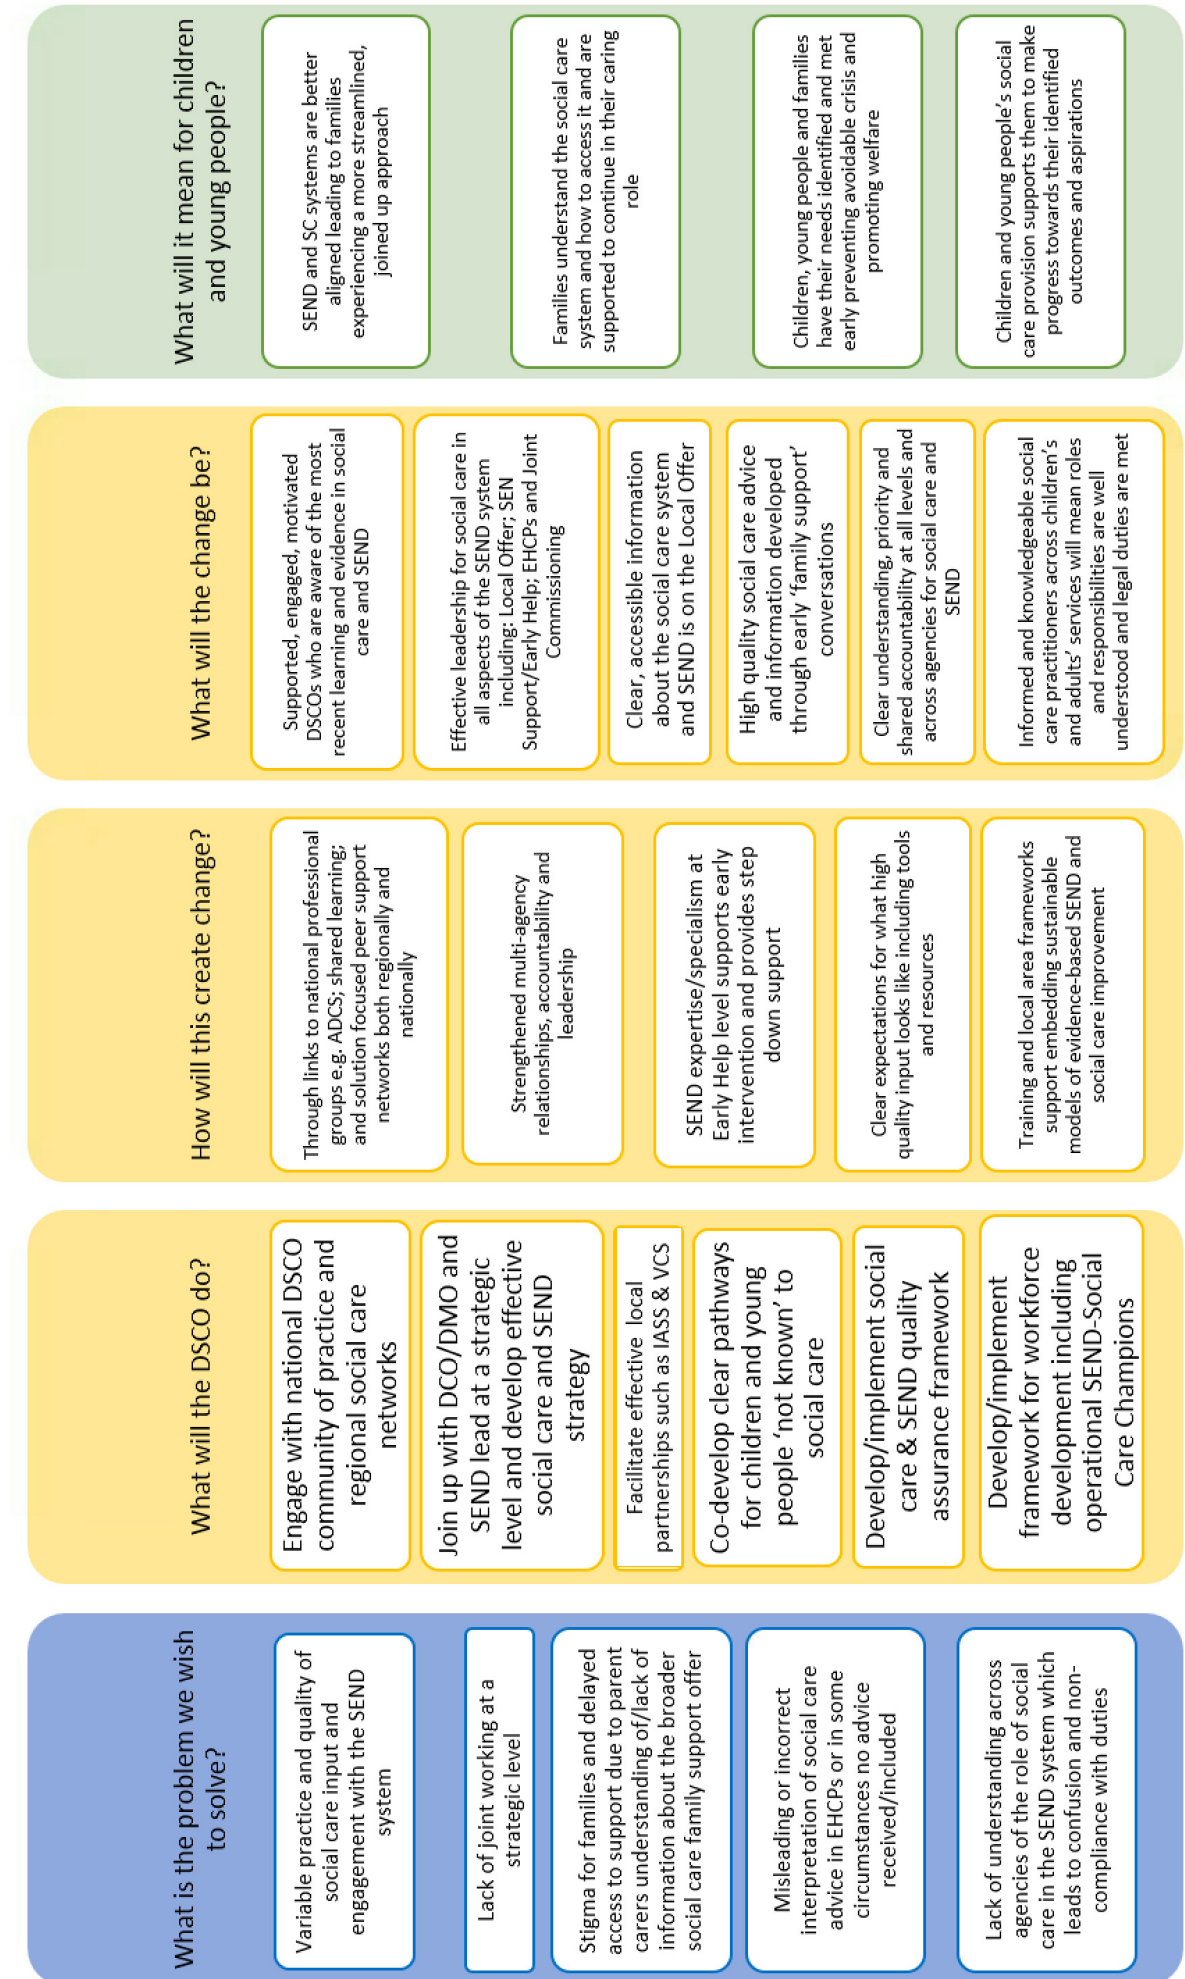 What is the problem we wish
to solve?
Variable practice and quality of
social care input and
engagement with the SEND
system
Lack of joint working at a
strategic level
Stigma for families and delayed
access to support due to parent
carers understanding of/lack of
information about the broader
social care family support offer
Misleading or incorrect
interpretation of social care
advice in EHCPs or in some
circumstances no advice
received/included
Lack of understanding across
agencies of the role of social
care in the SEND system which
leads to confusion and non-
compliance with duties
What will the DSCO do?
Engage with national DSCO
community of practice and
regional social care
networks
Join up with DCO/DMO and
SEND lead at a strategic
level and develop effective
social care and SEND
strategy
Facilitate effective local
partnerships such as IASS & VCS
Co-develop clear pathways
for children and young
people ‘not known’ to
social care
Develop/implement social
care & SEND quality
assurance framework
Develop/implement
framework for workforce
development including
operational SEND-Social
Care Champions
How will this create change?
Through links to national professional
groups e.g. ADCS; shared learning;
and solution focused peer support
networks both regionally and
nationally
Strengthened multi-agency
relationships, accountability and
leadership
SEND expertise/specialism at
Early Help level supports early
intervention and provides step
down support
Clear expectations for what high
quality input looks like including tools
and resources
Training and local area frameworks
support embedding sustainable
models of evidence-based SEND and
social care improvement
What will the change be?
Supported, engaged, motivated
DSCOs who are aware of the most
recent learning and evidence in social
care and SEND
Effective leadership for social care in
all aspects of the SEND system
including: Local Offer; SEN
Support/Early Help; EHCPs and Joint
Commissioning
Clear, accessible information
about the social care system
and SEND is on the Local Offer
High quality social care advice
and information developed
through early ‘family support’
conversations
Clear understanding, priority and
shared accountability at all levels and
across agencies for social care and
SEND
Informed and knowledgeable social
care practitioners across children’s
and adults’ services will mean roles
and responsibilities are well
understood and legal duties are met
What will it mean for children
and young people?
SEND and SC systems are better
aligned leading to families
experiencing a more streamlined,
joined up approach
Families understand the social care
system and how to access it and are
supported to continue in their caring
role
Children, young people and families
have their needs identified and met
early preventing avoidable crisis and
promoting welfare
Children and young people’s social
care provision supports them to make
progress towards their identified
outcomes and aspirations